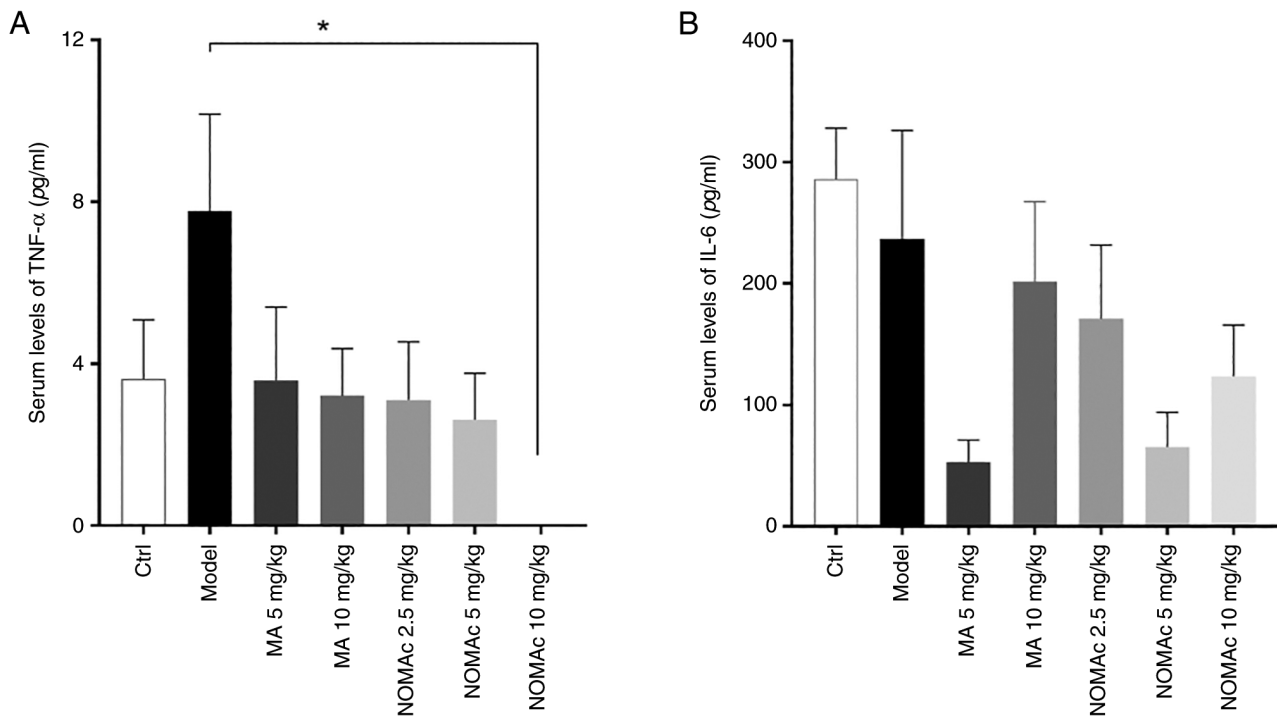 A
Serum levels of TNF-α (pg/ml)
12
8
4
0
*
Ctrl
Model
MA 5 mg/kg
MA 10 mg/kg
NOMAc 2.5 mg/kg
NOMAc 5 mg/kg
NOMAc 10 mg/kg
B
Serum levels of IL-6 (pg/ml)
400
300
200
100
0
Ctrl
Model
MA 5 mg/kg
MA 10 mg/kg
NOMAc 2.5 mg/kg
NOMAc 5 mg/kg
NOMAc 10 mg/kg